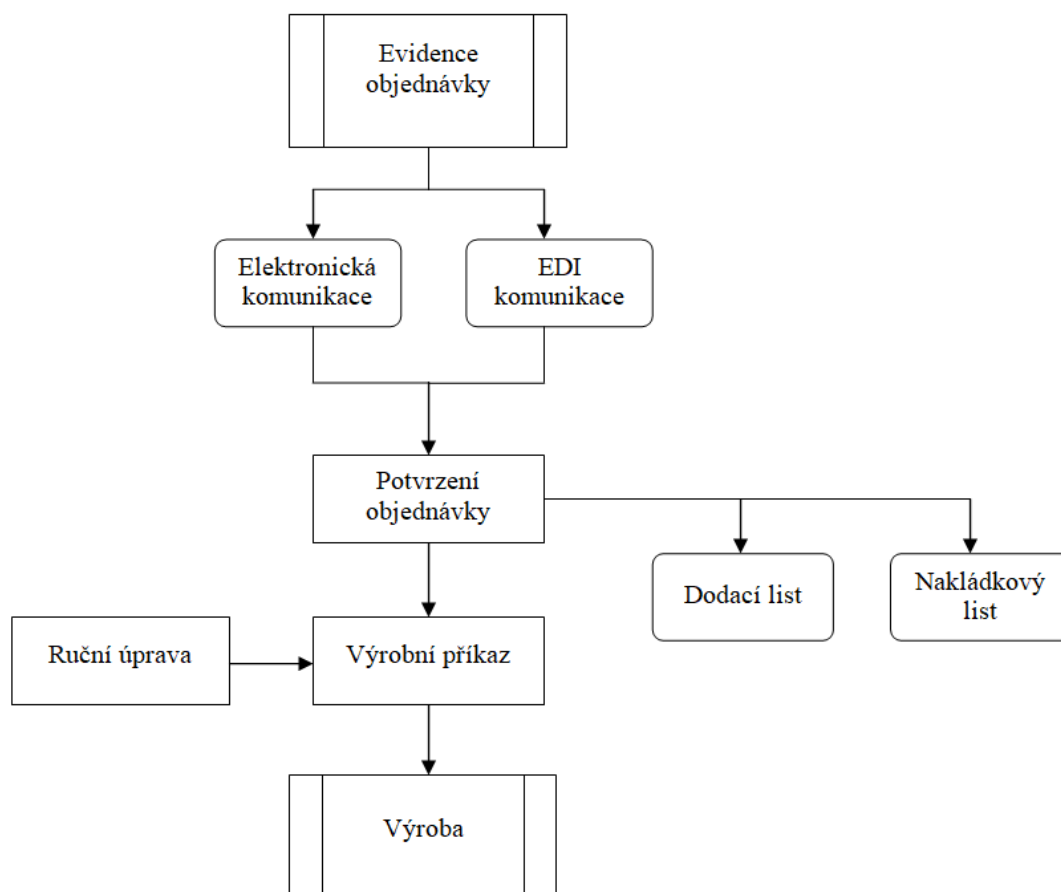 Evidence
objednávky
Elektronická
komunikace
EDI
komunikace
Potvrzení
objednávky
Dodací list
Nakládkový
list
Ruční úprava
Výrobní příkaz
Výroba